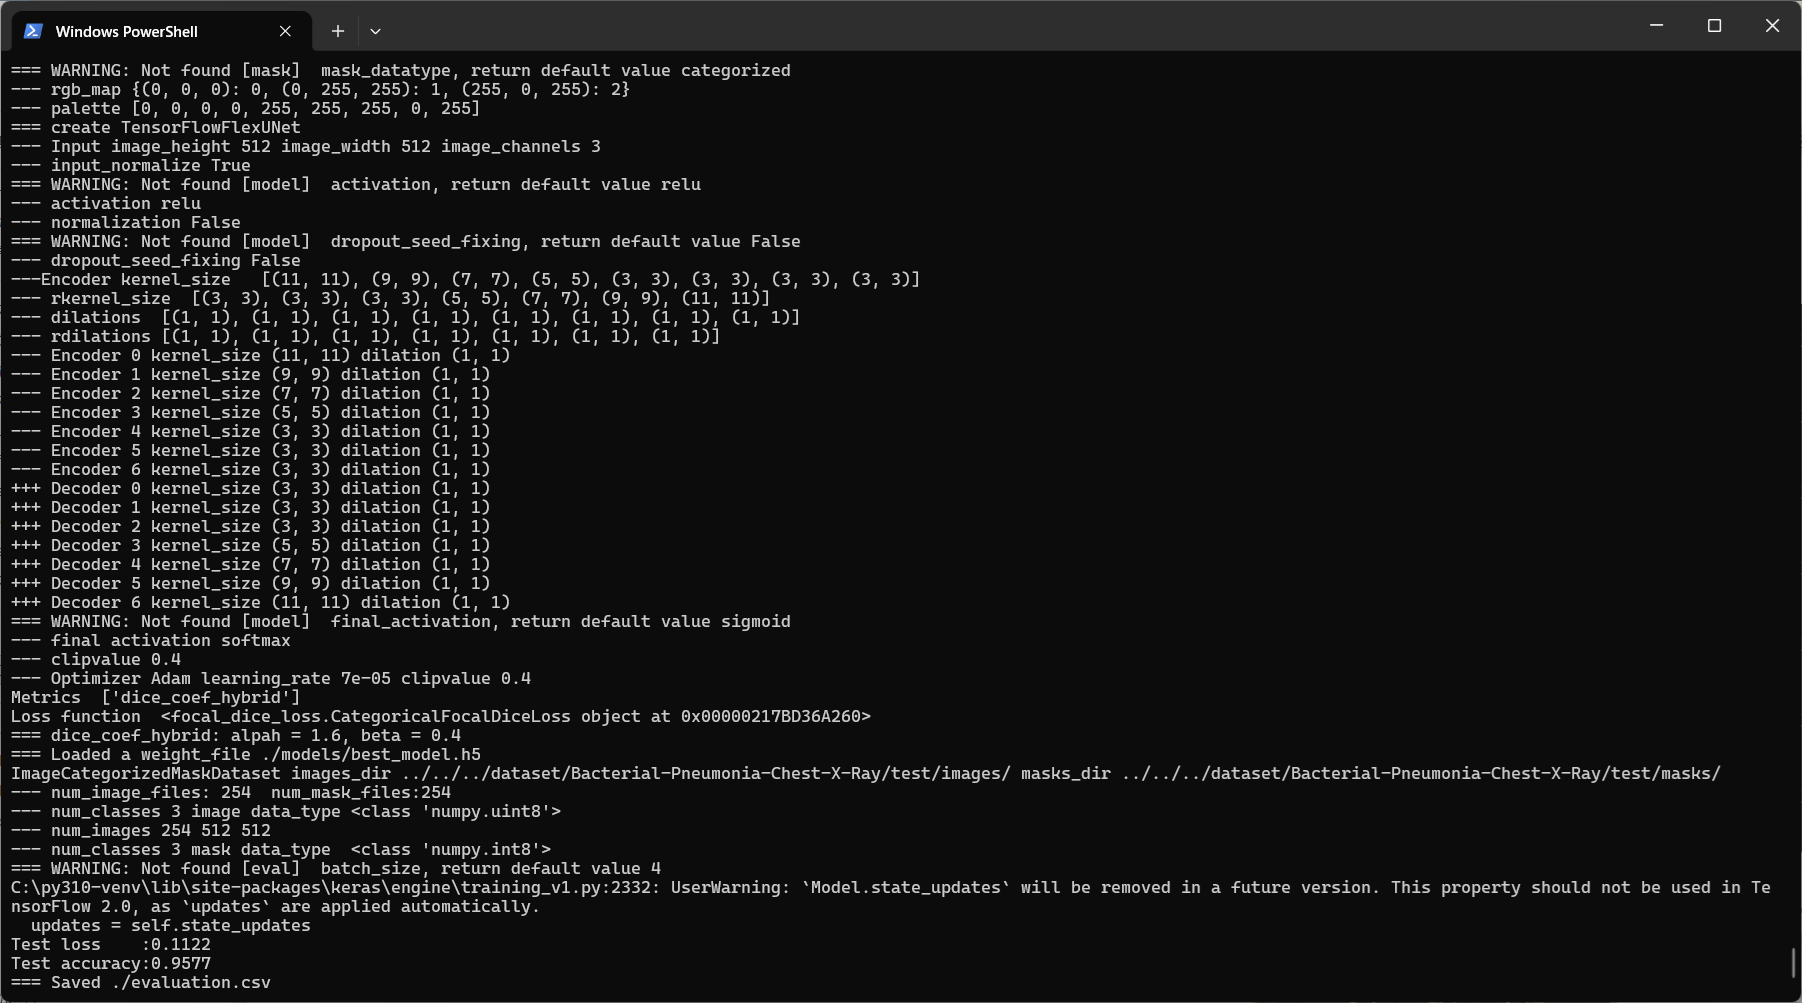 Windows PowerShell
=== WARNING: Not found [mask]  mask_datatype, return default value categorized
--- rgb_map {(0, 0, 0): 0, (0, 255, 255): 1, (255, 0, 255): 2}
--- palette [0, 0, 0, 0, 255, 255, 255, 0, 255]
=== create TensorFlowFlexUNet
--- Input image_height 512 image_width 512 image_channels 3
--- input_normalize True
=== WARNING: Not found [model]  activation, return default value relu
--- activation relu
--- normalization False
=== WARNING: Not found [model]  dropout_seed_fixing, return default value False
--- dropout_seed_fixing False
---Encoder kernel_size   [(11, 11), (9, 9), (7, 7), (5, 5), (3, 3), (3, 3), (3, 3), (3, 3)]
--- rkernel_size  [(3, 3), (3, 3), (3, 3), (5, 5), (7, 7), (9, 9), (11, 11)]
--- dilations  [(1, 1), (1, 1), (1, 1), (1, 1), (1, 1), (1, 1), (1, 1), (1, 1)]
--- rdilations [(1, 1), (1, 1), (1, 1), (1, 1), (1, 1), (1, 1), (1, 1)]
--- Encoder 0 kernel_size (11, 11) dilation (1, 1)
--- Encoder 1 kernel_size (9, 9) dilation (1, 1)
--- Encoder 2 kernel_size (7, 7) dilation (1, 1)
--- Encoder 3 kernel_size (5, 5) dilation (1, 1)
--- Encoder 4 kernel_size (3, 3) dilation (1, 1)
--- Encoder 5 kernel_size (3, 3) dilation (1, 1)
--- Encoder 6 kernel_size (3, 3) dilation (1, 1)
+++ Decoder 0 kernel_size (3, 3) dilation (1, 1)
+++ Decoder 1 kernel_size (3, 3) dilation (1, 1)
+++ Decoder 2 kernel_size (3, 3) dilation (1, 1)
+++ Decoder 3 kernel_size (5, 5) dilation (1, 1)
+++ Decoder 4 kernel_size (7, 7) dilation (1, 1)
+++ Decoder 5 kernel_size (9, 9) dilation (1, 1)
+++ Decoder 6 kernel_size (11, 11) dilation (1, 1)
=== WARNING: Not found [model]  final_activation, return default value sigmoid
--- final activation softmax
--- clipvalue 0.4
--- Optimizer Adam learning_rate 7e-05 clipvalue 0.4
Metrics  ['dice_coef_hybrid']
Loss function  <focal_dice_loss.CategoricalFocalDiceLoss object at 0x00000217BD36A260>
=== dice_coef_hybrid: alpah = 1.6, beta = 0.4
=== Loaded a weight_file ./models/best_model.h5
ImageCategorizedMaskDataset images_dir ../../../dataset/Bacterial-Pneumonia-Chest-X-Ray/test/images/ masks_dir ../../../dataset/Bacterial-Pneumonia-Chest-X-Ray/test/masks/
--- num_image_files: 254  num_mask_files:254
--- num_classes 3 image data_type <class 'numpy.uint8'>
--- num_images 254 512 512
--- num_classes 3 mask data_type  <class 'numpy.int8'>
=== WARNING: Not found [eval]  batch_size, return default value 4
C:\py310-venv\lib\site-packages\keras\engine\training_v1.py:2332: UserWarning: `Model.state_updates` will be removed in a future version. This property should not be used in Te
nsorFlow 2.0, as `updates` are applied automatically.
  updates = self.state_updates
Test loss    :0.1122
Test accuracy:0.9577
=== Saved ./evaluation.csv